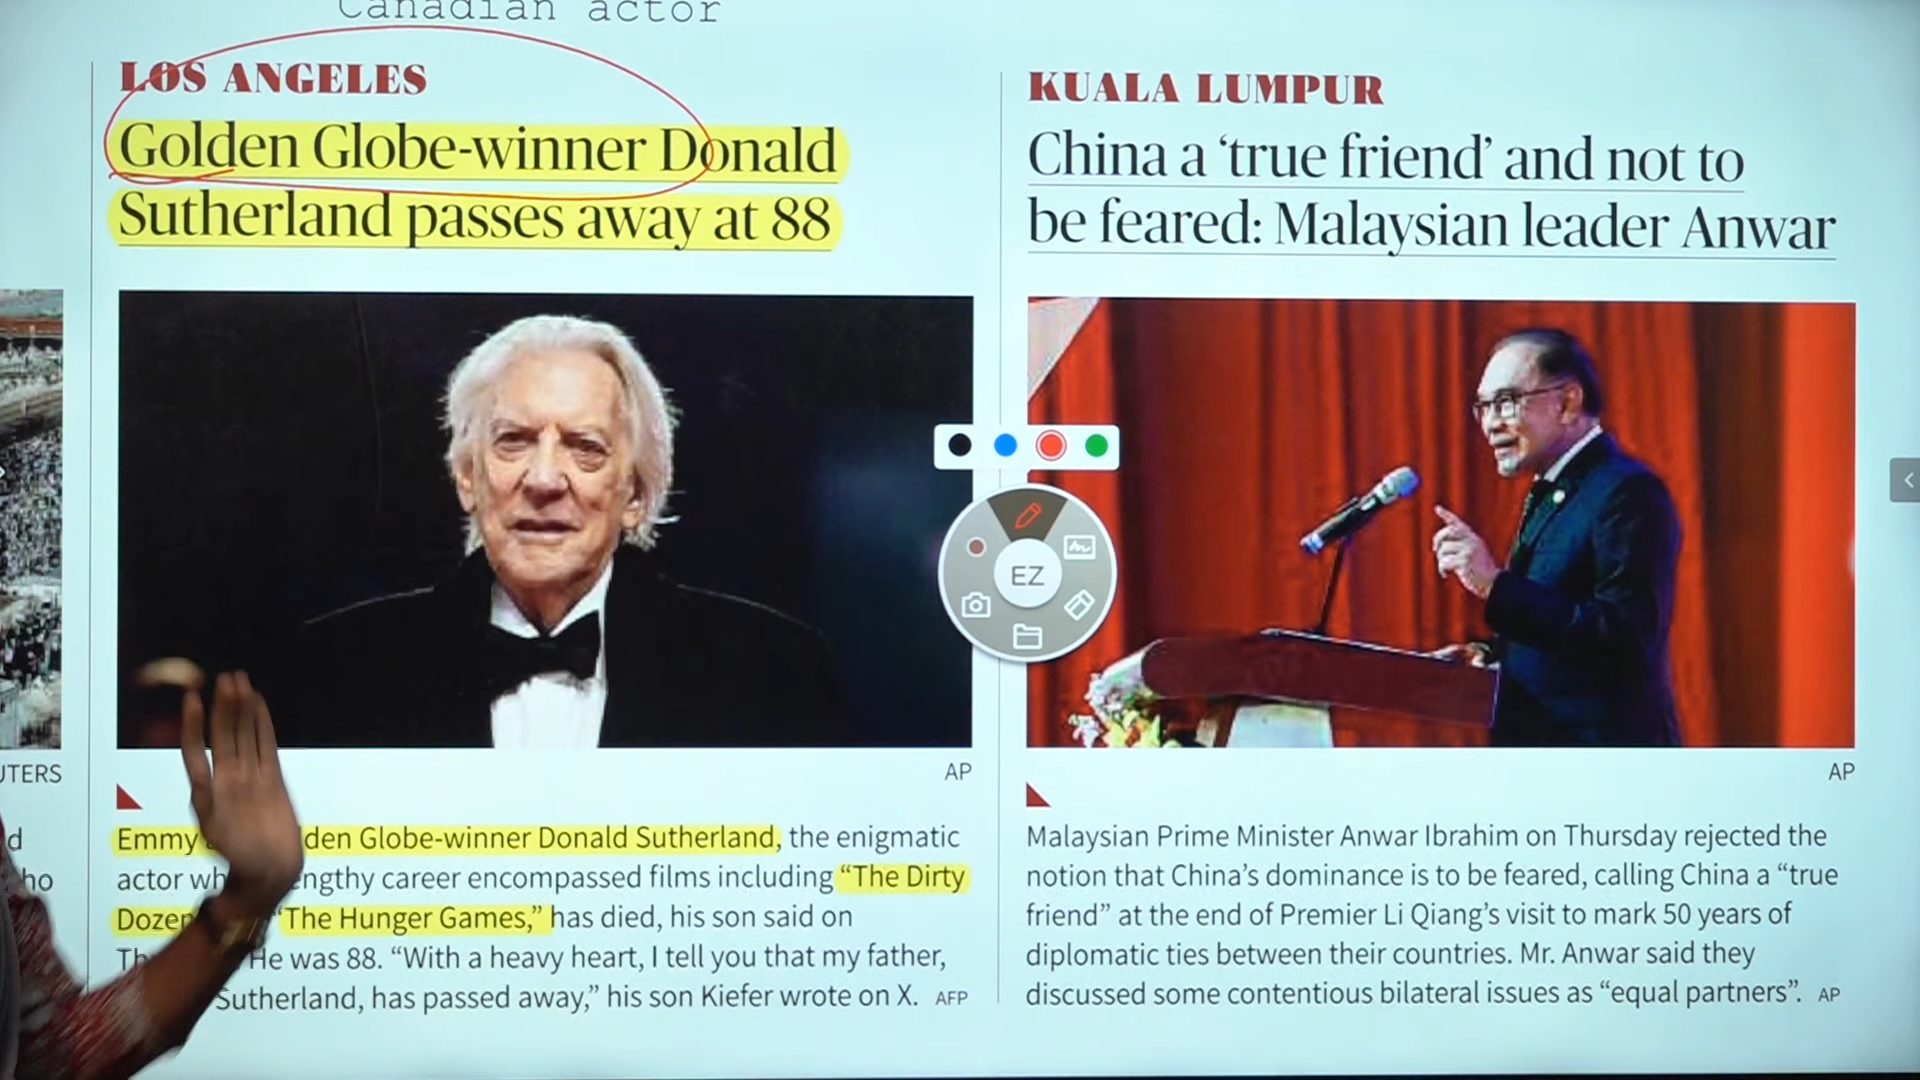 Canadian actor
LOS ANGELES
Golden Globe-winner Donald
Sutherland passes away at 88
AP
Emmy den Globe-winner Donald Sutherland, the enigmatic
actor wh engthy career encompassed films including “The Dirty
Dozen “The Hunger Games,” has died, his son said on
Th He was 88. “With a heavy heart, I tell you that my father,
Sutherland, has passed away,” his son Kiefer wrote on X. AFP
KUALA LUMPUR
China a ‘true friend’ and not to
be feared: Malaysian leader Anwar
AP
Malaysian Prime Minister Anwar Ibrahim on Thursday rejected the
notion that China’s dominance is to be feared, calling China a “true
friend” at the end of Premier Li Qiang’s visit to mark 50 years of
diplomatic ties between their countries. Mr. Anwar said they
discussed some contentious bilateral issues as “equal partners”. AP
EZ
UTERS
d
ho